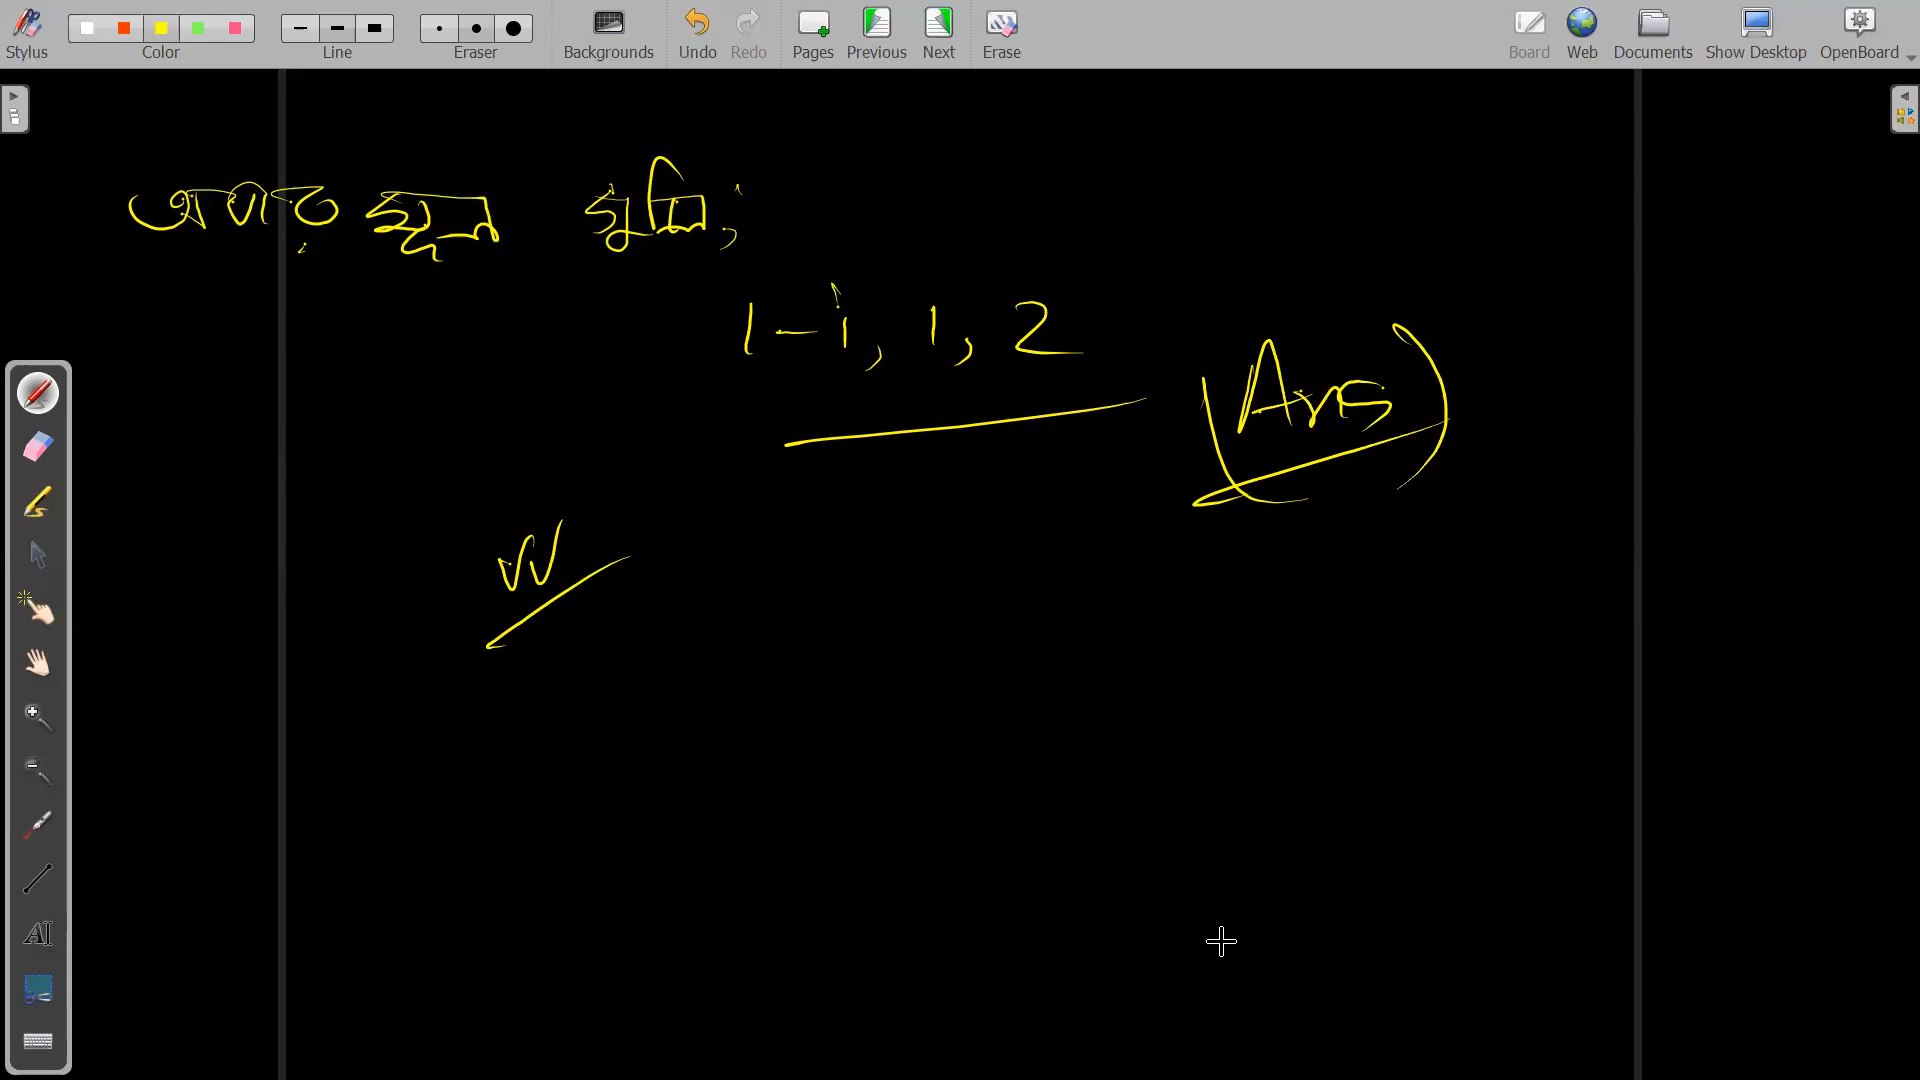 Stylus Color Line Eraser Backgrounds Undo Redo Pages Previous Next Erase Board Web Documents Show Desktop OpenBoard
মূল
1-i, 1, 2
(Ans)
w
AI